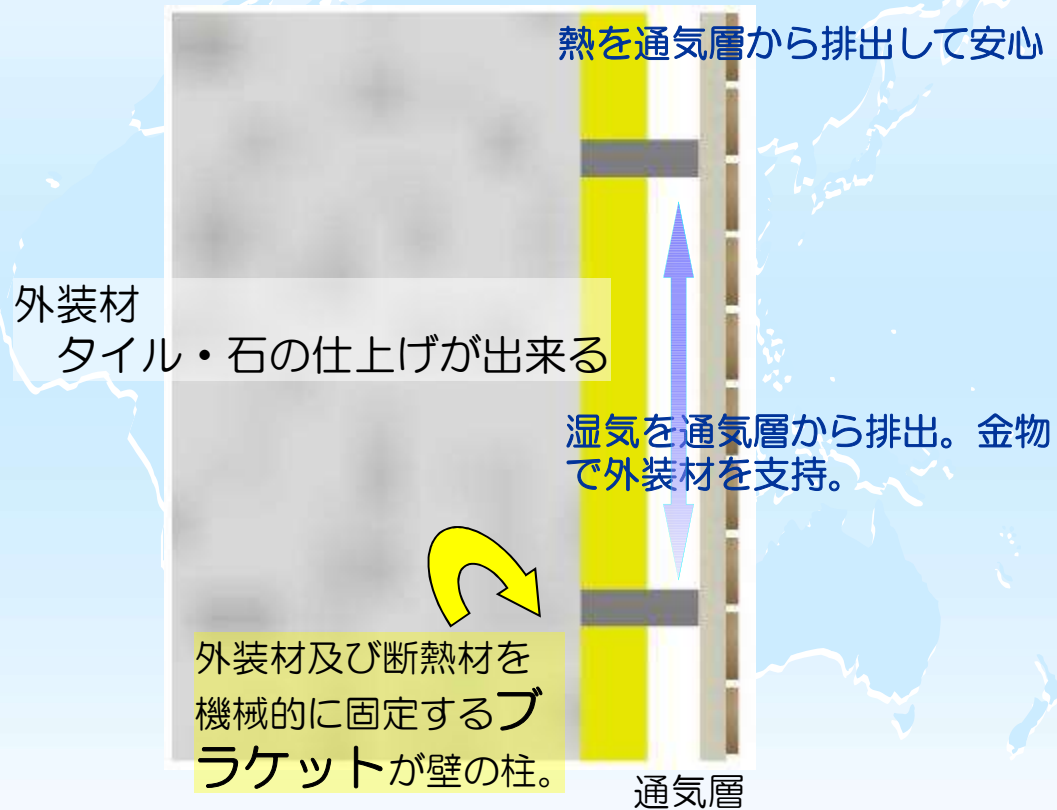 熱を通気層から排出して安心
外装材
タイル・石の仕上げが出来る
湿気を通気層から排出。金物
で外装材を支持。
外装材及び断熱材を
機械的に固定するブ
ラケットが壁の柱。
通気層